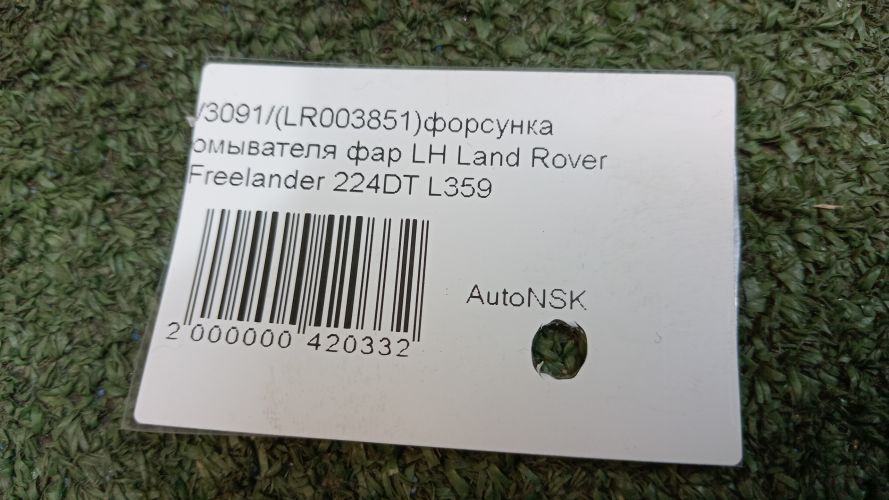 /3091/(LR003851)форсунка
омывателя фар LH Land Rover
Freelander 224DT L359
AutoNSK
2 000000 420332